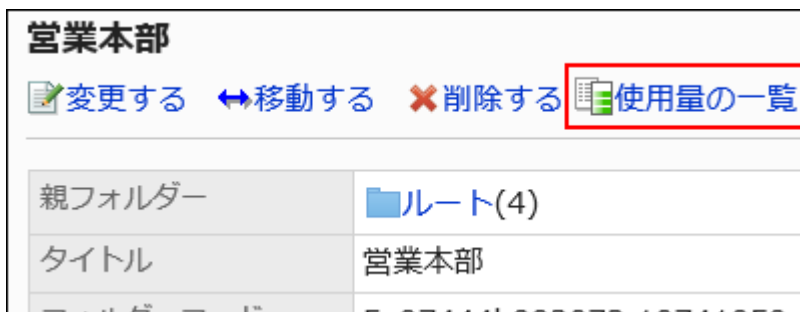 営業本部
変更する 移動する 削除する 使用量の一覧
親フォルダー ルート(4)
タイトル 営業本部